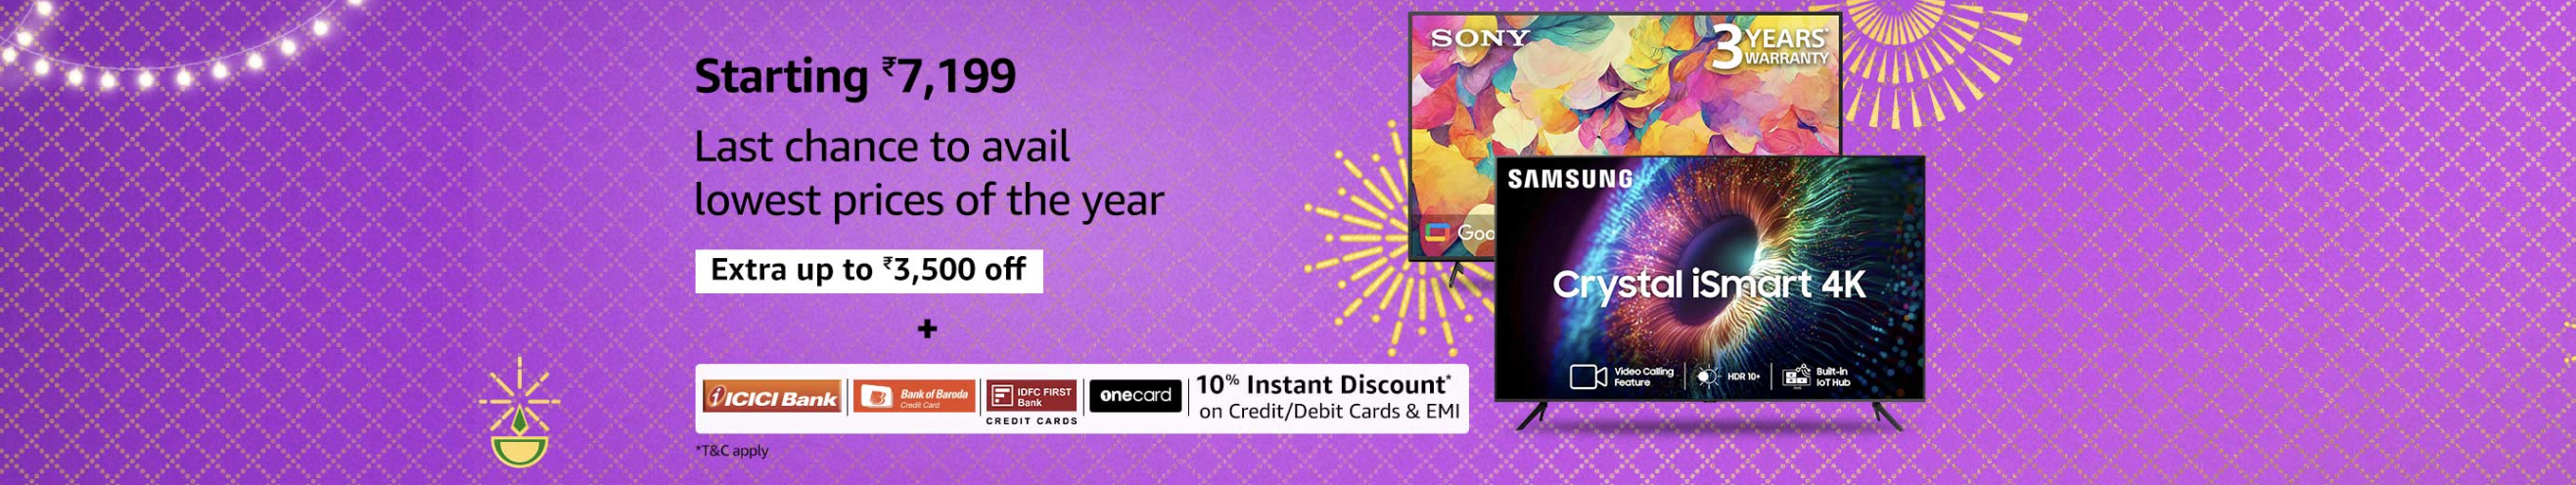 Starting ₹7,199
Last chance to avail
lowest prices of the year
Extra up to ₹3,500 off
+
ICICI Bank
Bank of Baroda
Credit Card
IDFC FIRST
Bank
CREDIT CARDS
onecard
10% Instant Discount*
on Credit/Debit Cards & EMI
*T&C apply
SONY
3 YEARS*
WARRANTY
Goo
SAMSUNG
Crystal iSmart 4K
Video Calling
Feature
HDR 10+
Built-In
IoT Hub